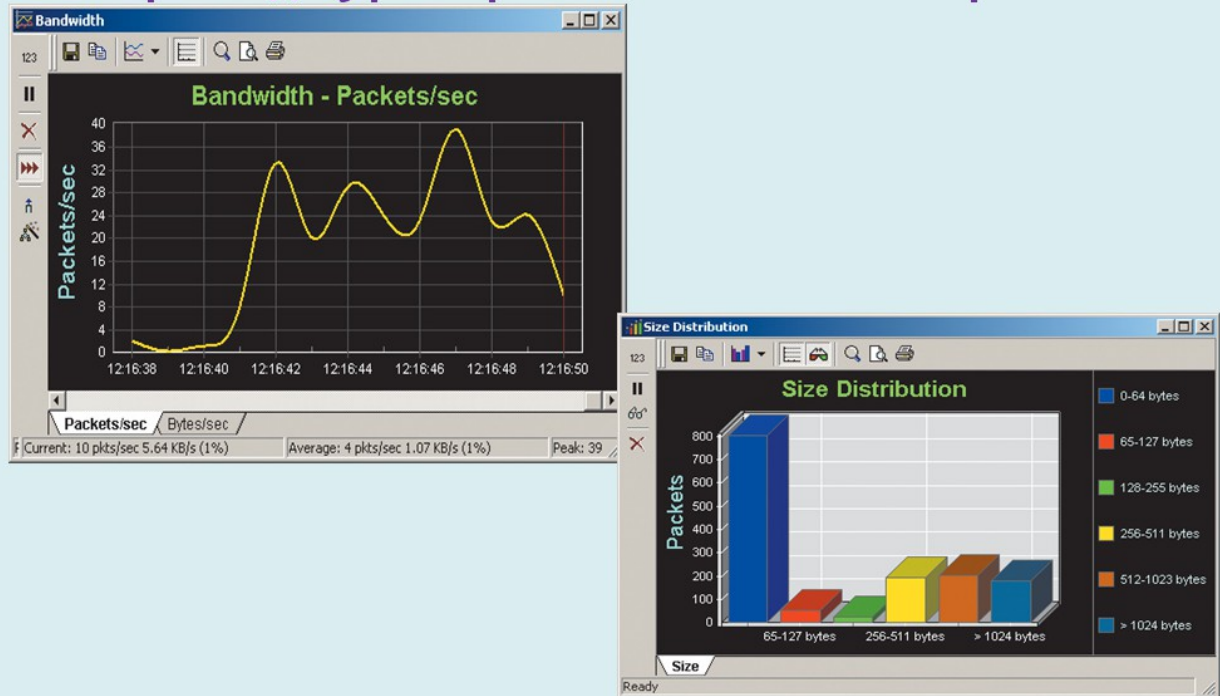 Bandwidth
123
Bandwidth - Packets/sec
Packets/sec
40
36
32
28
24
20
16
12
8
4
0
12:16:38 12:16:40 12:16:42 12:16:44 12:16:46 12:16:48 12:16:50
Packets/sec Bytes/sec
Current: 10 pkts/sec 5.64 KB/s (1%) Average: 4 pkts/sec 1.07 KB/s (1%) Peak: 39
Size Distribution
123
Size Distribution
Packets
800
700
600
500
400
300
200
100
0
65-127 bytes 256-511 bytes > 1024 bytes
0-64 bytes
65-127 bytes
128-255 bytes
256-511 bytes
512-1023 bytes
> 1024 bytes
Size
Ready